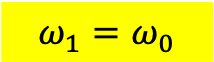 𝜔₁ = 𝜔₀